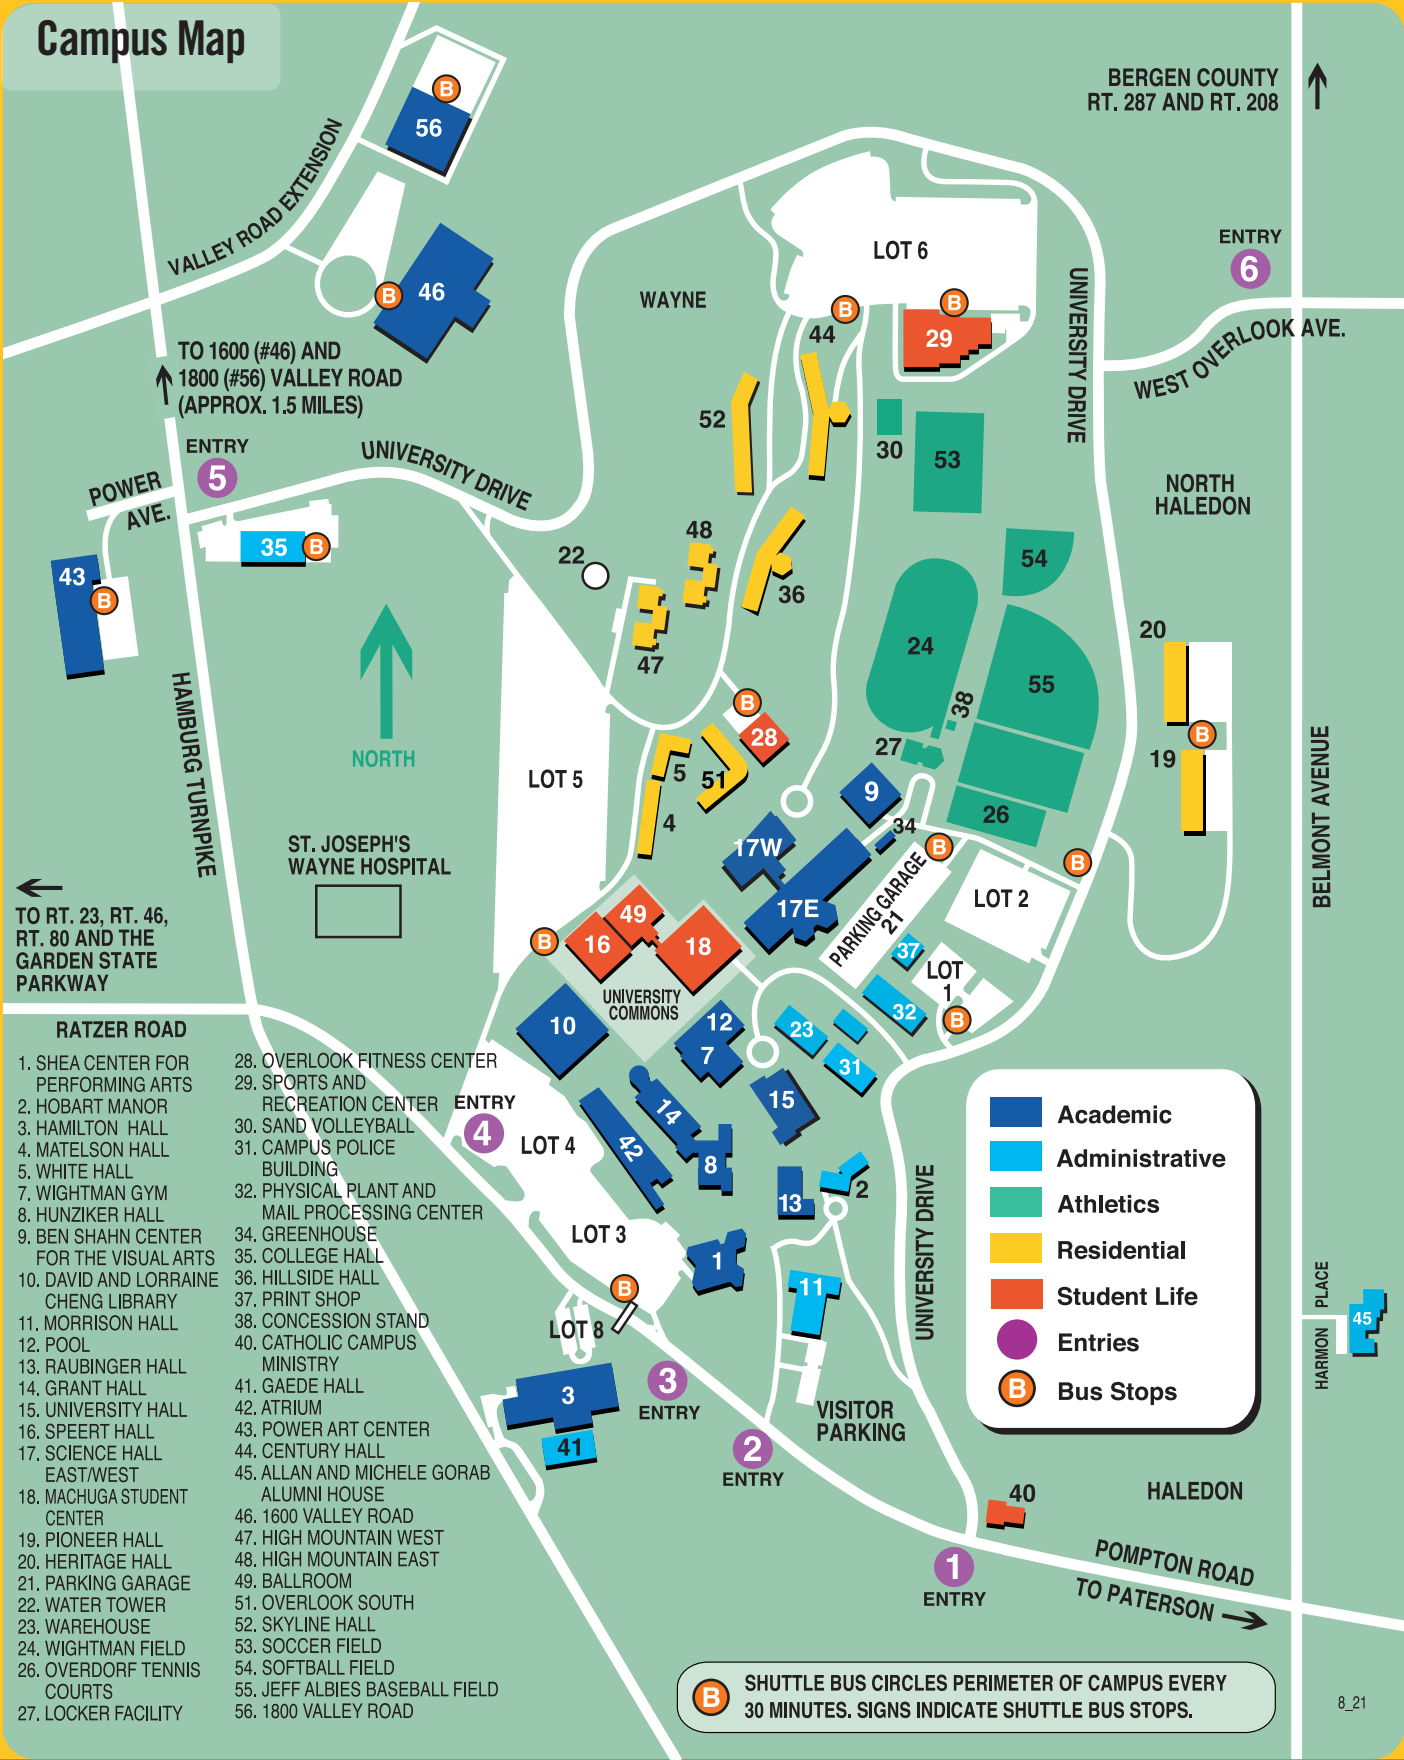 Campus Map
BERGEN COUNTY
RT. 287 AND RT. 208
B
56
VALLEY ROAD EXTENSION
B
46
ENTRY
6
WEST OVERLOOK AVE.
LOT 6
WAYNE
UNIVERSITY DRIVE
B
B
44
29
TO 1600 (#46) AND
1800 (#56) VALLEY ROAD
(APPROX. 1.5 MILES)
ENTRY
5
UNIVERSITY DRIVE
POWER
AVE.
52
30
53
NORTH
HALEDON
35
B
43
B
22
48
36
47
54
24
55
38
20
B
19
HAMBURG TURNPIKE
NORTH
B
28
27
BELMONT AVENUE
LOT 5
5
51
4
9
26
34
B
B
17W
17E
PARKING GARAGE
21
LOT 2
ST. JOSEPH'S
WAYNE HOSPITAL
TO RT. 23, RT. 46,
RT. 80 AND THE
GARDEN STATE
PARKWAY
B
49
16
18
UNIVERSITY
COMMONS
37
LOT
1
32
B
10
12
7
23
31
RATZER ROAD
ENTRY
4
LOT 4
14
42
8
15
13
2
LOT 3
1
11
B
LOT 8
UNIVERSITY DRIVE
3
41
3
ENTRY
2
ENTRY
VISITOR
PARKING
HARMON PLACE
45
40
HALEDON
1
ENTRY
POMPTON ROAD
TO PATERSON
Academic
Administrative
Athletics
Residential
Student Life
Entries
B Bus Stops
1. SHEA CENTER FOR
PERFORMING ARTS
2. HOBART MANOR
3. HAMILTON HALL
4. MATELSON HALL
5. WHITE HALL
7. WIGHTMAN GYM
8. HUNZIKER HALL
9. BEN SHAHN CENTER
FOR THE VISUAL ARTS
10. DAVID AND LORRAINE
CHENG LIBRARY
11. MORRISON HALL
12. POOL
13. RAUBINGER HALL
14. GRANT HALL
15. UNIVERSITY HALL
16. SPEERT HALL
17. SCIENCE HALL
EAST/WEST
18. MACHUGA STUDENT
CENTER
19. PIONEER HALL
20. HERITAGE HALL
21. PARKING GARAGE
22. WATER TOWER
23. WAREHOUSE
24. WIGHTMAN FIELD
26. OVERDORF TENNIS
COURTS
27. LOCKER FACILITY
28. OVERLOOK FITNESS CENTER
29. SPORTS AND
RECREATION CENTER
30. SAND VOLLEYBALL
31. CAMPUS POLICE
BUILDING
32. PHYSICAL PLANT AND
MAIL PROCESSING CENTER
34. GREENHOUSE
35. COLLEGE HALL
36. HILLSIDE HALL
37. PRINT SHOP
38. CONCESSION STAND
40. CATHOLIC CAMPUS
MINISTRY
41. GAEDE HALL
42. ATRIUM
43. POWER ART CENTER
44. CENTURY HALL
45. ALLAN AND MICHELE GORAB
ALUMNI HOUSE
46. 1600 VALLEY ROAD
47. HIGH MOUNTAIN WEST
48. HIGH MOUNTAIN EAST
49. BALLROOM
51. OVERLOOK SOUTH
52. SKYLINE HALL
53. SOCCER FIELD
54. SOFTBALL FIELD
55. JEFF ALBIES BASEBALL FIELD
56. 1800 VALLEY ROAD
B
SHUTTLE BUS CIRCLES PERIMETER OF CAMPUS EVERY
30 MINUTES. SIGNS INDICATE SHUTTLE BUS STOPS.
8_21